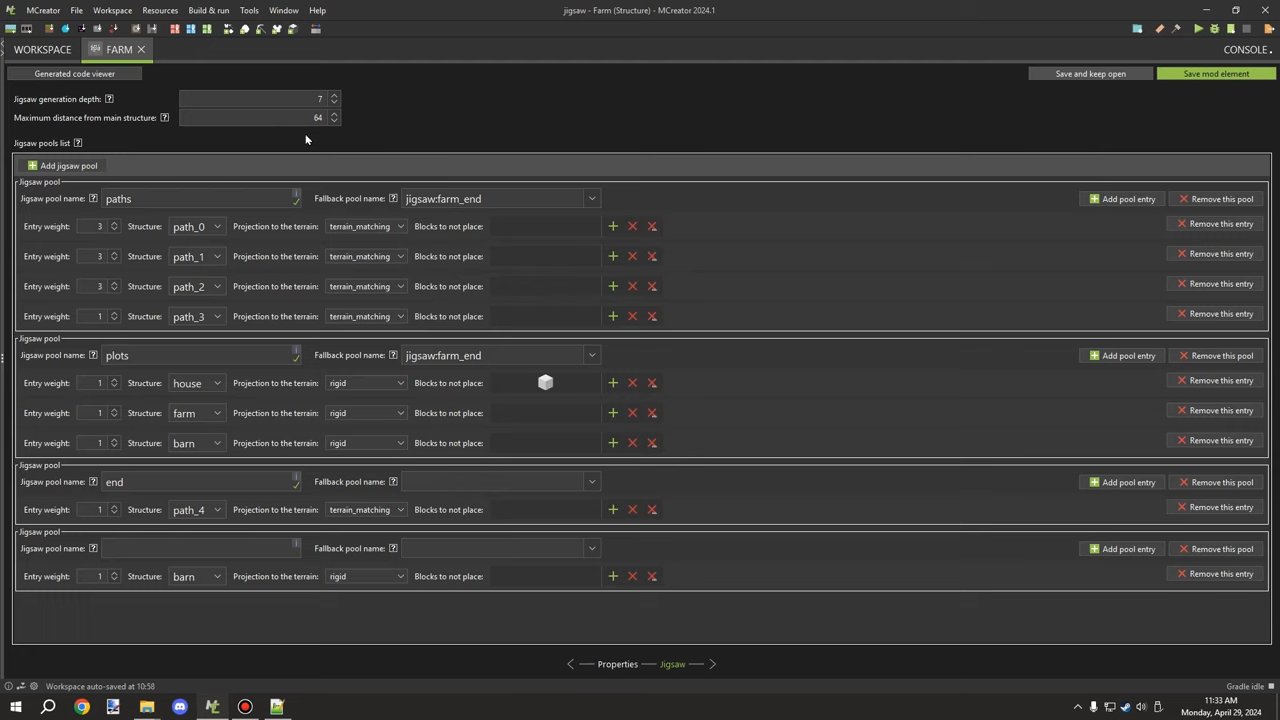 MCreator File Workspace Resources Build & run Tools Window Help
jigsaw - Farm (Structure) - MCreator 2024.1
WORKSPACE FARM CONSULE
Generated code viewer Save and keep open Save mod element
Jigsaw generation depth: ? 7
Maximum distance from main structure: ? 64
Jigsaw pools list ?
Add jigsaw pool
Jigsaw pool
Jigsaw pool name: ? paths Fallback pool name: ? jigsaw:farm_end Add pool entry Remove this pool
Entry weight: 3 Structure: path_0 Projection to the terrain: terrain_matching Blocks to not place: Remove this entry
Entry weight: 3 Structure: path_1 Projection to the terrain: terrain_matching Blocks to not place: Remove this entry
Entry weight: 3 Structure: path_2 Projection to the terrain: terrain_matching Blocks to not place: Remove this entry
Entry weight: 1 Structure: path_3 Projection to the terrain: terrain_matching Blocks to not place: Remove this entry
Jigsaw pool
Jigsaw pool name: ? plots Fallback pool name: ? jigsaw:farm_end Add pool entry Remove this pool
Entry weight: 1 Structure: house Projection to the terrain: rigid Blocks to not place: Remove this entry
Entry weight: 1 Structure: farm Projection to the terrain: rigid Blocks to not place: Remove this entry
Entry weight: 1 Structure: barn Projection to the terrain: rigid Blocks to not place: Remove this entry
Jigsaw pool
Jigsaw pool name: ? end Fallback pool name: ? Add pool entry Remove this pool
Entry weight: 1 Structure: path_4 Projection to the terrain: terrain_matching Blocks to not place: Remove this entry
Jigsaw pool
Jigsaw pool name: ? Fallback pool name: ? Add pool entry Remove this pool
Entry weight: 1 Structure: barn Projection to the terrain: rigid Blocks to not place: Remove this entry
Properties Jigsaw
Workspace auto-saved at 10:58 Gradle idle
11:33 AM
Monday, April 29, 2024